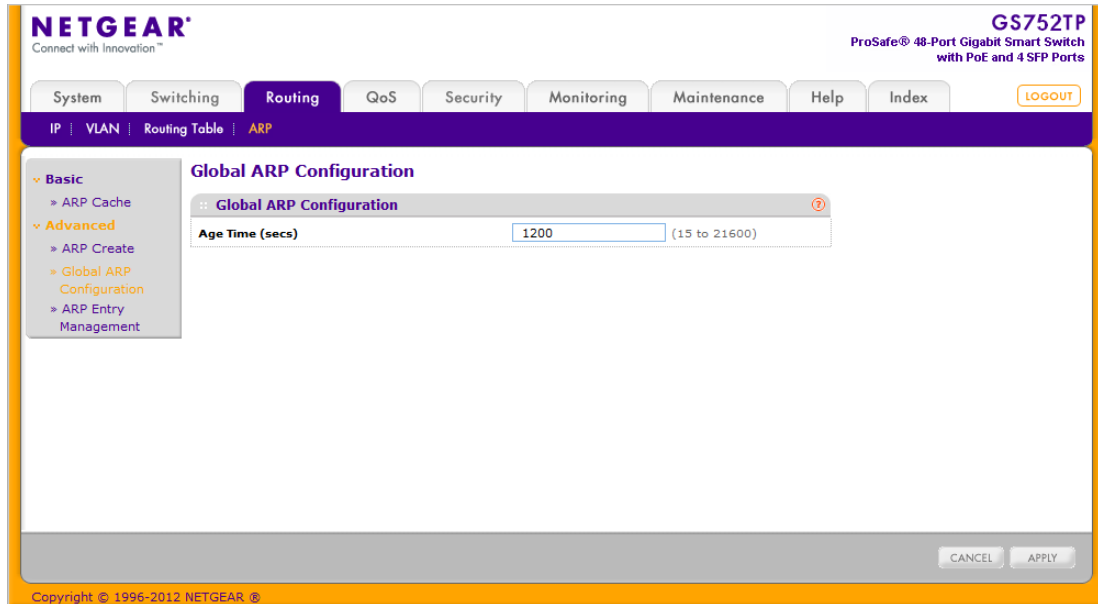 NETGEAR®
Connect with Innovation™
GS752TP
ProSafe® 48-Port Gigabit Smart Switch
with PoE and 4 SFP Ports
System Switching Routing QoS Security Monitoring Maintenance Help Index LOGOUT
IP | VLAN | Routing Table | ARP
Basic
» ARP Cache
Advanced
» ARP Create
» Global ARP
Configuration
» ARP Entry
Management
Global ARP Configuration
:: Global ARP Configuration ?
Age Time (secs) 1200 (15 to 21600)
CANCEL APPLY
Copyright © 1996-2012 NETGEAR ®